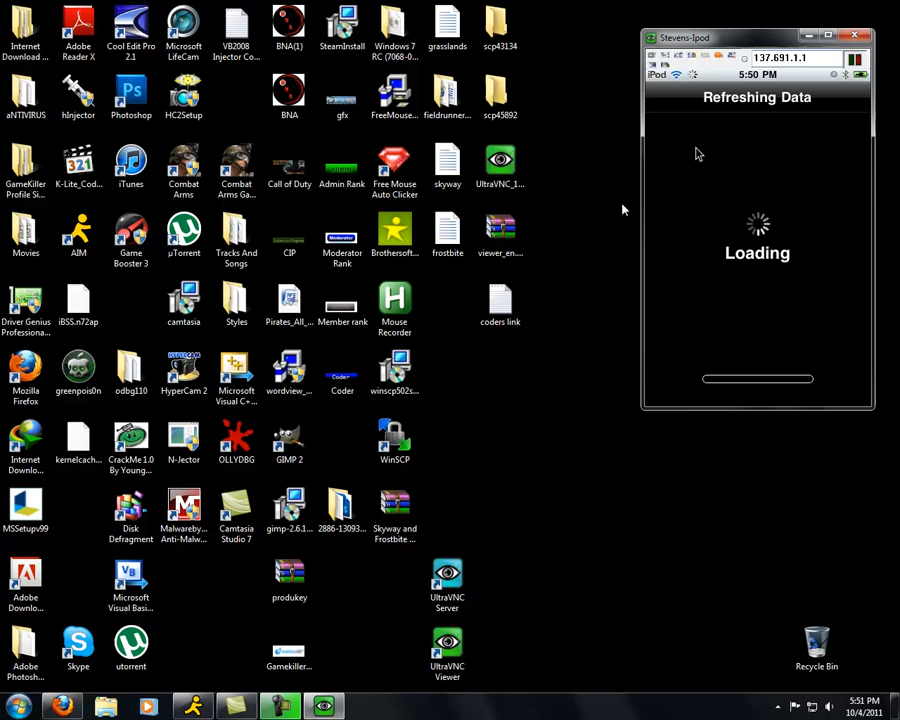 Internet
Download ...
Adobe
Reader X
Cool Edit Pro
2.1
Microsoft
LifeCam
VB2008
Injector Co...
BNA(1)
SteamInstall
Windows 7
(7068-0...
grasslands
scp43134
aNTIVIRUS
hInjector
Photoshop
HC2Setup
BNA
gfx
FreeMouse...
fieldrunner...
scp45892
GameKiller
Profile Si...
K-Lite_Cod...
iTunes
Combat
Arms
Combat
Arms Ga...
Call of Duty
Admin Rank
Free Mouse
Auto Clicker
skyway
UltraVNC_1...
Movies
AIM
Game
Booster 3
µTorrent
Tracks And
Songs
CIP
Moderator
Moderator
Rank
Brothersoft...
frostbite
viewer_en...
Driver Genius
Professiona...
iBSS.n72ap
camtasia
Styles
Pirates_All_...
Member rank
Mouse
Recorder
coders link
Mozilla
Firefox
greenpois0n
odbg110
HyperCam 2
Microsoft
Visual C+...
wordview_...
Coder
Coder
winscp502s...
Internet
Downlo...
kernelcach...
CrackMe1.0
By Young...
N-Jector
OLLYDBG
GIMP 2
WinSCP
MSSetupv99
Disk
Defragment
Malwareby...
Anti-Malw...
Camtasia
Studio 7
gimp-2.6.1...
2886-13093...
Skyway and
Frostbite ...
Adobe
Downlo...
Microsoft
Visual Basi...
produkey
UltraVNC
Server
Adobe
Photosh...
Skype
utorrent
Gamekiller...
UltraVNC
Viewer
Recycle Bin
Stevens-Ipod
137.691.1.1
iPod
5:50 PM
Refreshing Data
Loading
5:51 PM
10/4/2011